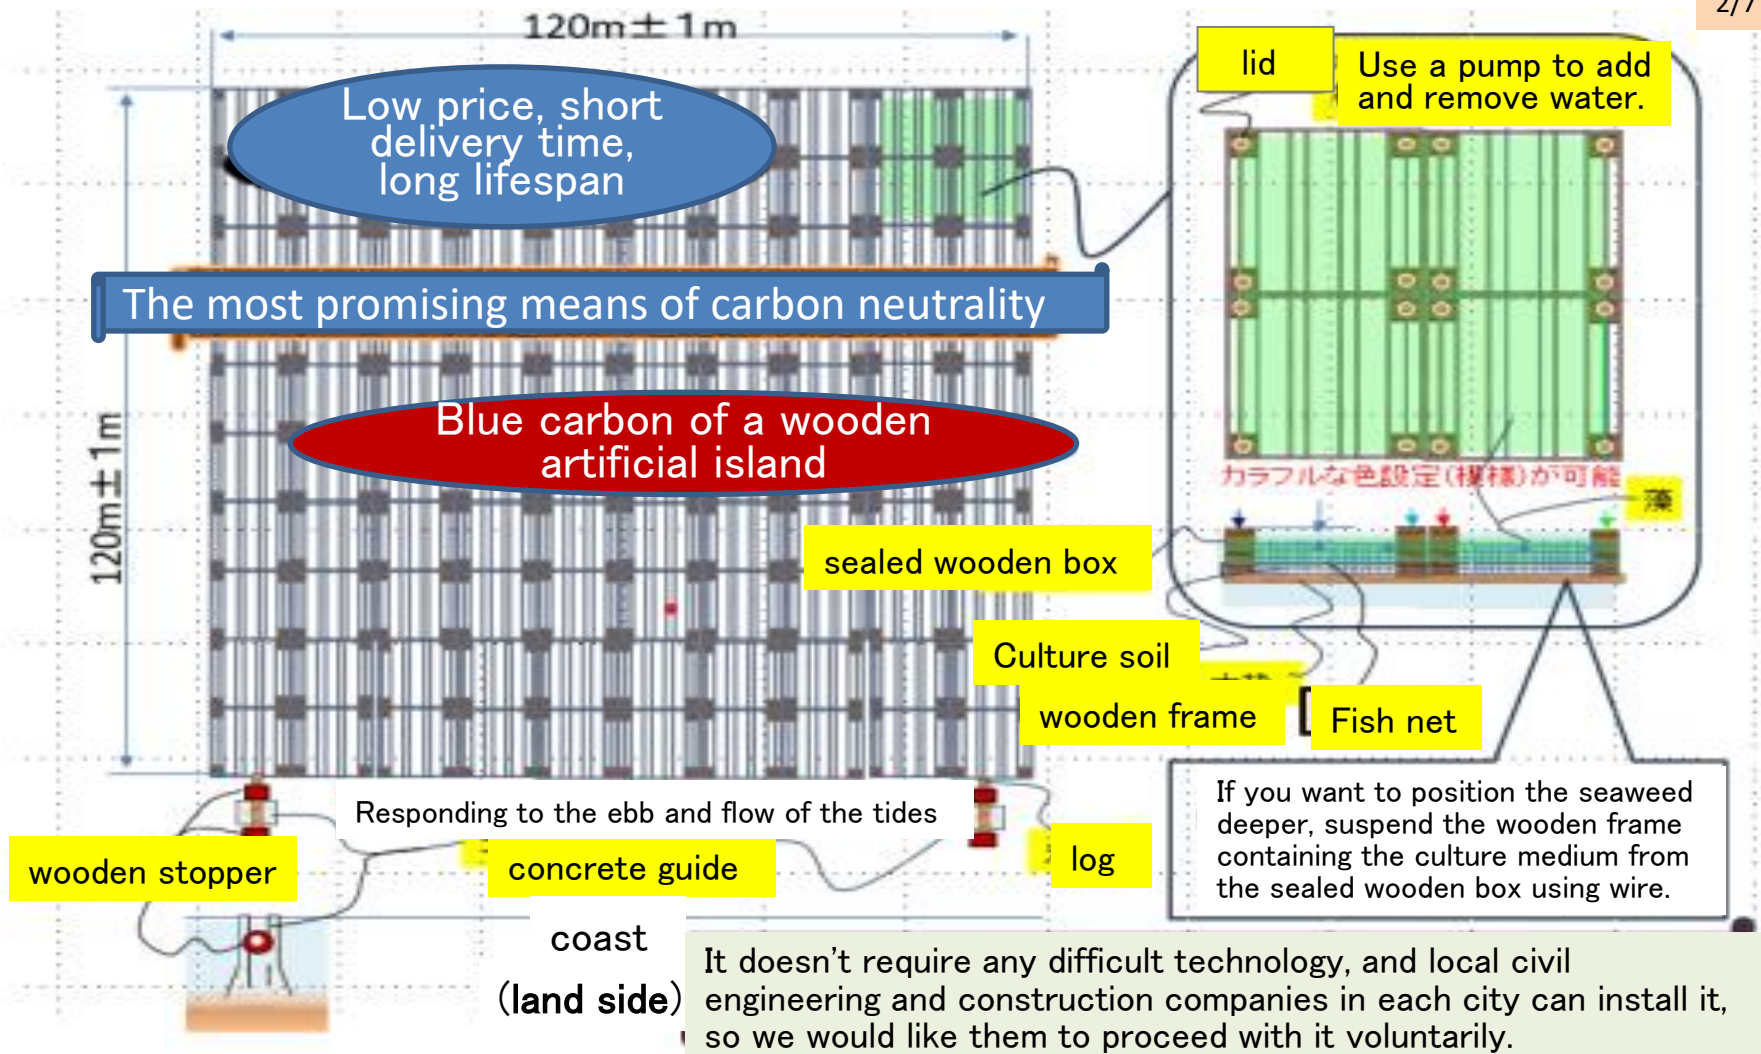 2/7
120m±1m
lid
Use a pump to add
and remove water.
Low price, short
delivery time,
long lifespan
The most promising means of carbon neutrality
Blue carbon of a wooden
artificial island
120m±1m
カラフルな色設定(模様)が可能
藻
sealed wooden box
Culture soil
wooden frame
Fish net
Responding to the ebb and flow of the tides
wooden stopper
concrete guide
log
If you want to position the seaweed
deeper, suspend the wooden frame
containing the culture medium from
the sealed wooden box using wire.
coast
(land side)
It doesn't require any difficult technology, and local civil
engineering and construction companies in each city can install it,
so we would like them to proceed with it voluntarily.